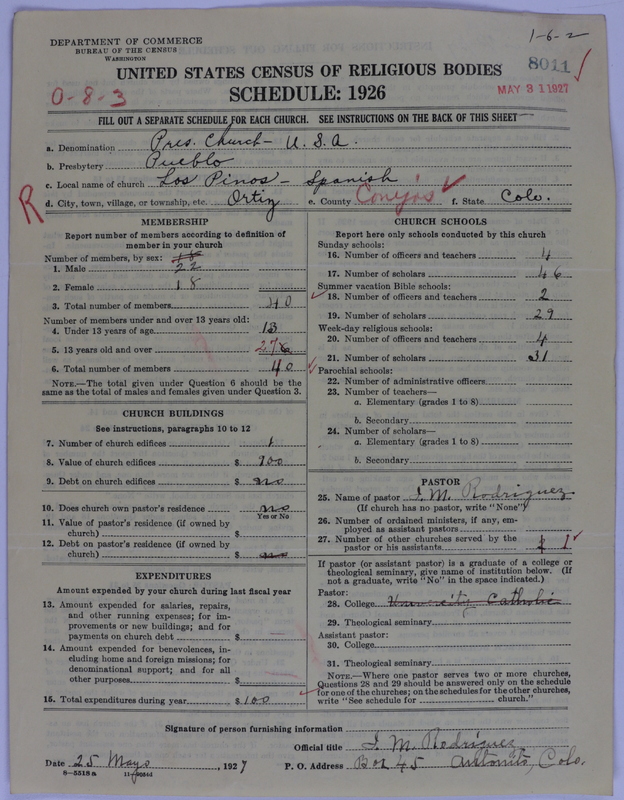 1-6-2
DEPARTMENT OF COMMERCE
BUREAU OF THE CENSUS
WASHINGTON
8011
UNITED STATES CENSUS OF RELIGIOUS BODIES
MAY 31 1927
0-8-3
SCHEDULE: 1926
FILL OUT A SEPARATE SCHEDULE FOR EACH CHURCH. SEE INSTRUCTIONS ON THE BACK OF THIS SHEET
a. Denomination Pres. Church - U.S.A.
b. Presbytery Pueblo
c. Local name of church Los Pinos - Spanish
R
d. City, town, village, or township, etc. Ortiz e. County Conejos f. State Colo.
MEMBERSHIP
Report number of members according to definition of
member in your church
Number of members, by sex:
1. Male 22
2. Female 18
3. Total number of members 40
Number of members under and over 13 years old:
4. Under 13 years of age 13
5. 13 years old and over 27
6. Total number of members 40
NOTE.—The total given under Question 6 should be
same as the total of males and females given under Question 3.
CHURCH BUILDINGS
See instructions, paragraphs 10 to 12
7. Number of church edifices 1
8. Value of church edifices $ 700
9. Debt on church edifices $ no
10. Does church own pastor's residence no
Yes or No
11. Value of pastor's residence (if owned by
church) $
12. Debt on pastor's residence (if owned by
church) $ no
EXPENDITURES
Amount expended by your church during last fiscal year
13. Amount expended for salaries, repairs,
and other running expenses; for im-
provements or new buildings; and for
payments on church debt $
14. Amount expended for benevolences, in-
cluding home and foreign missions; for
denominational support; and for all
other purposes $
15. Total expenditures during year $ 100
CHURCH SCHOOLS
Report here only schools conducted by this church
Sunday schools:
16. Number of officers and teachers 4
17. Number of scholars 46
Summer vacation Bible schools:
18. Number of officers and teachers 2
19. Number of scholars 29
Week-day religious schools:
20. Number of officers and teachers 4
21. Number of scholars 31
Parochial schools:
22. Number of administrative officers
23. Number of teachers—
a. Elementary (grades 1 to 8)
b. Secondary
24. Number of scholars—
a. Elementary (grades 1 to 8)
b. Secondary
PASTOR
25. Name of pastor I. M. Rodriguez
(If church has no pastor, write "None")
26. Number of ordained ministers, if any, em-
ployed as assistant pastors
27. Number of other churches served by the
pastor or his assistants 1
If pastor (or assistant pastor) is a graduate of a college or
theological seminary, give name of institution below. (If
not a graduate, write "No" in the space indicated.)
Pastor:
28. College University Catholic
29. Theological seminary
Assistant pastor:
30. College
31. Theological seminary
NOTE.—Where one pastor serves two or more churches,
Questions 28 and 29 should be answered only on the schedule
for one of the churches; on the schedules for the other churches,
write "See schedule for church."
Signature of person furnishing information
Official title I. M. Rodriguez
Date 25 Mayo, 1927 P. O. Address Box 45 Antonito, Colo.
8-5518a